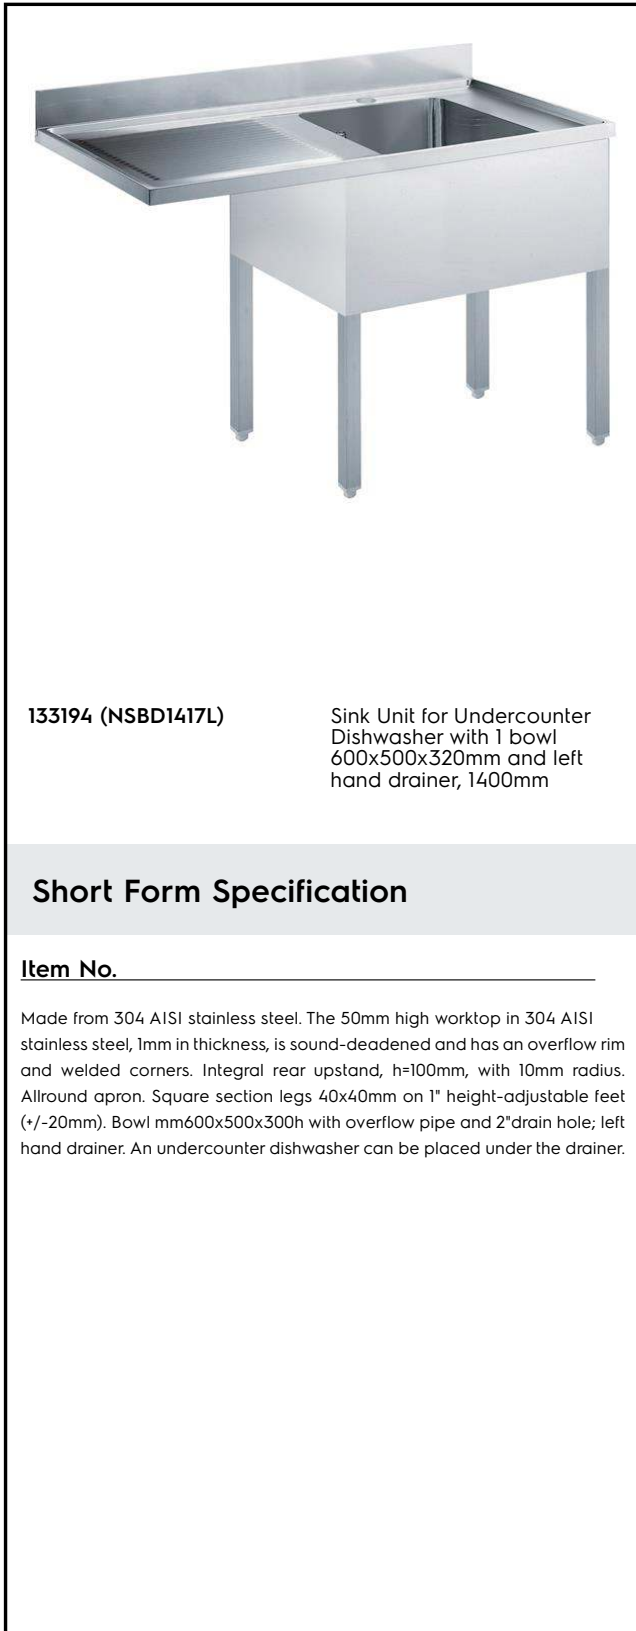 133194 (NSBD1417L)
Sink Unit for Undercounter
Dishwasher with 1 bowl
600x500x320mm and left
hand drainer, 1400mm
Short Form Specification
Item No.
Made from 304 AISI stainless steel. The 50mm high worktop in 304 AISI
stainless steel, 1mm in thickness, is sound-deadened and has an overflow rim
and welded corners. Integral rear upstand, h=100mm, with 10mm radius.
Allround apron. Square section legs 40x40mm on 1" height-adjustable feet
(+/-20mm). Bowl mm600x500x300h with overflow pipe and 2"drain hole; left
hand drainer. An undercounter dishwasher can be placed under the drainer.